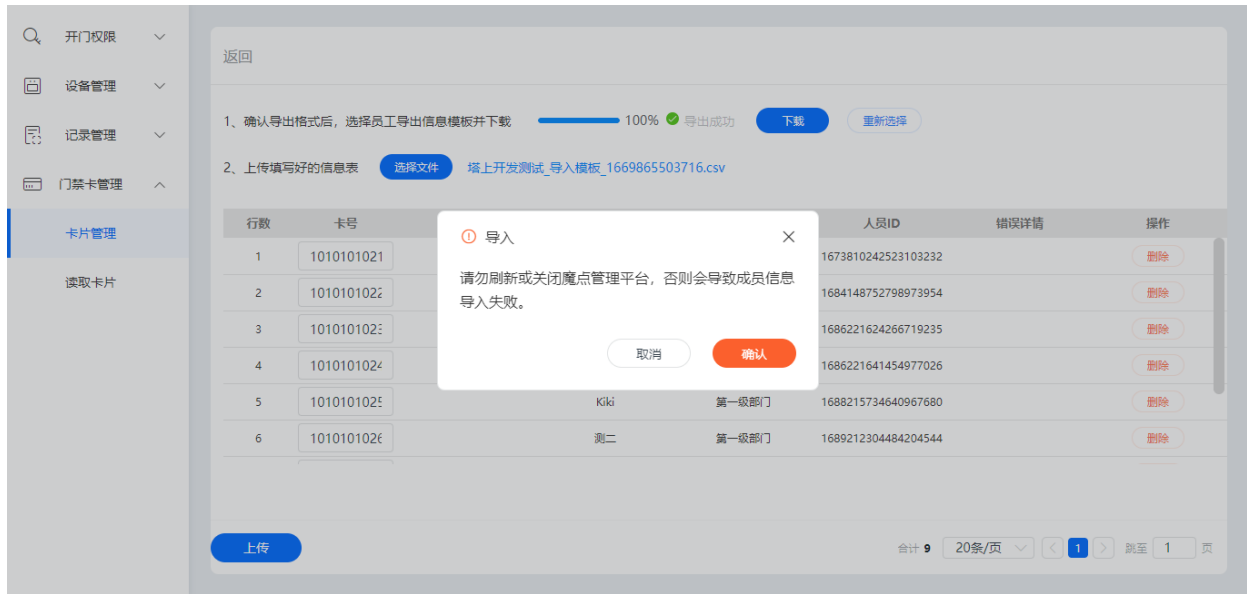 开门权限
设备管理
记录管理
门禁卡管理
卡片管理
读取卡片
返回
1、确认导出格式后，选择员工导出信息模板并下载 100% 导出成功 下载 重新选择
2、上传填写好的信息表 选择文件 塔上开发测试_导入模板_1669865503716.csv
行数 卡号 人员ID 错误详情 操作
1 1010101021 1673810242523103232 删除
2 1010101022 1684148752798973954 删除
3 1010101023 1686221624266719235 删除
4 1010101024 1686221641454977026 删除
5 1010101025 Kiki 第一级部门 1688215734640967680 删除
6 1010101026 测二 第一级部门 1689212304484204544 删除
导入
请勿刷新或关闭魔点管理平台，否则会导致成员信息
导入失败。
取消 确认
上传 合计 9 20条/页 1 跳至 1 页